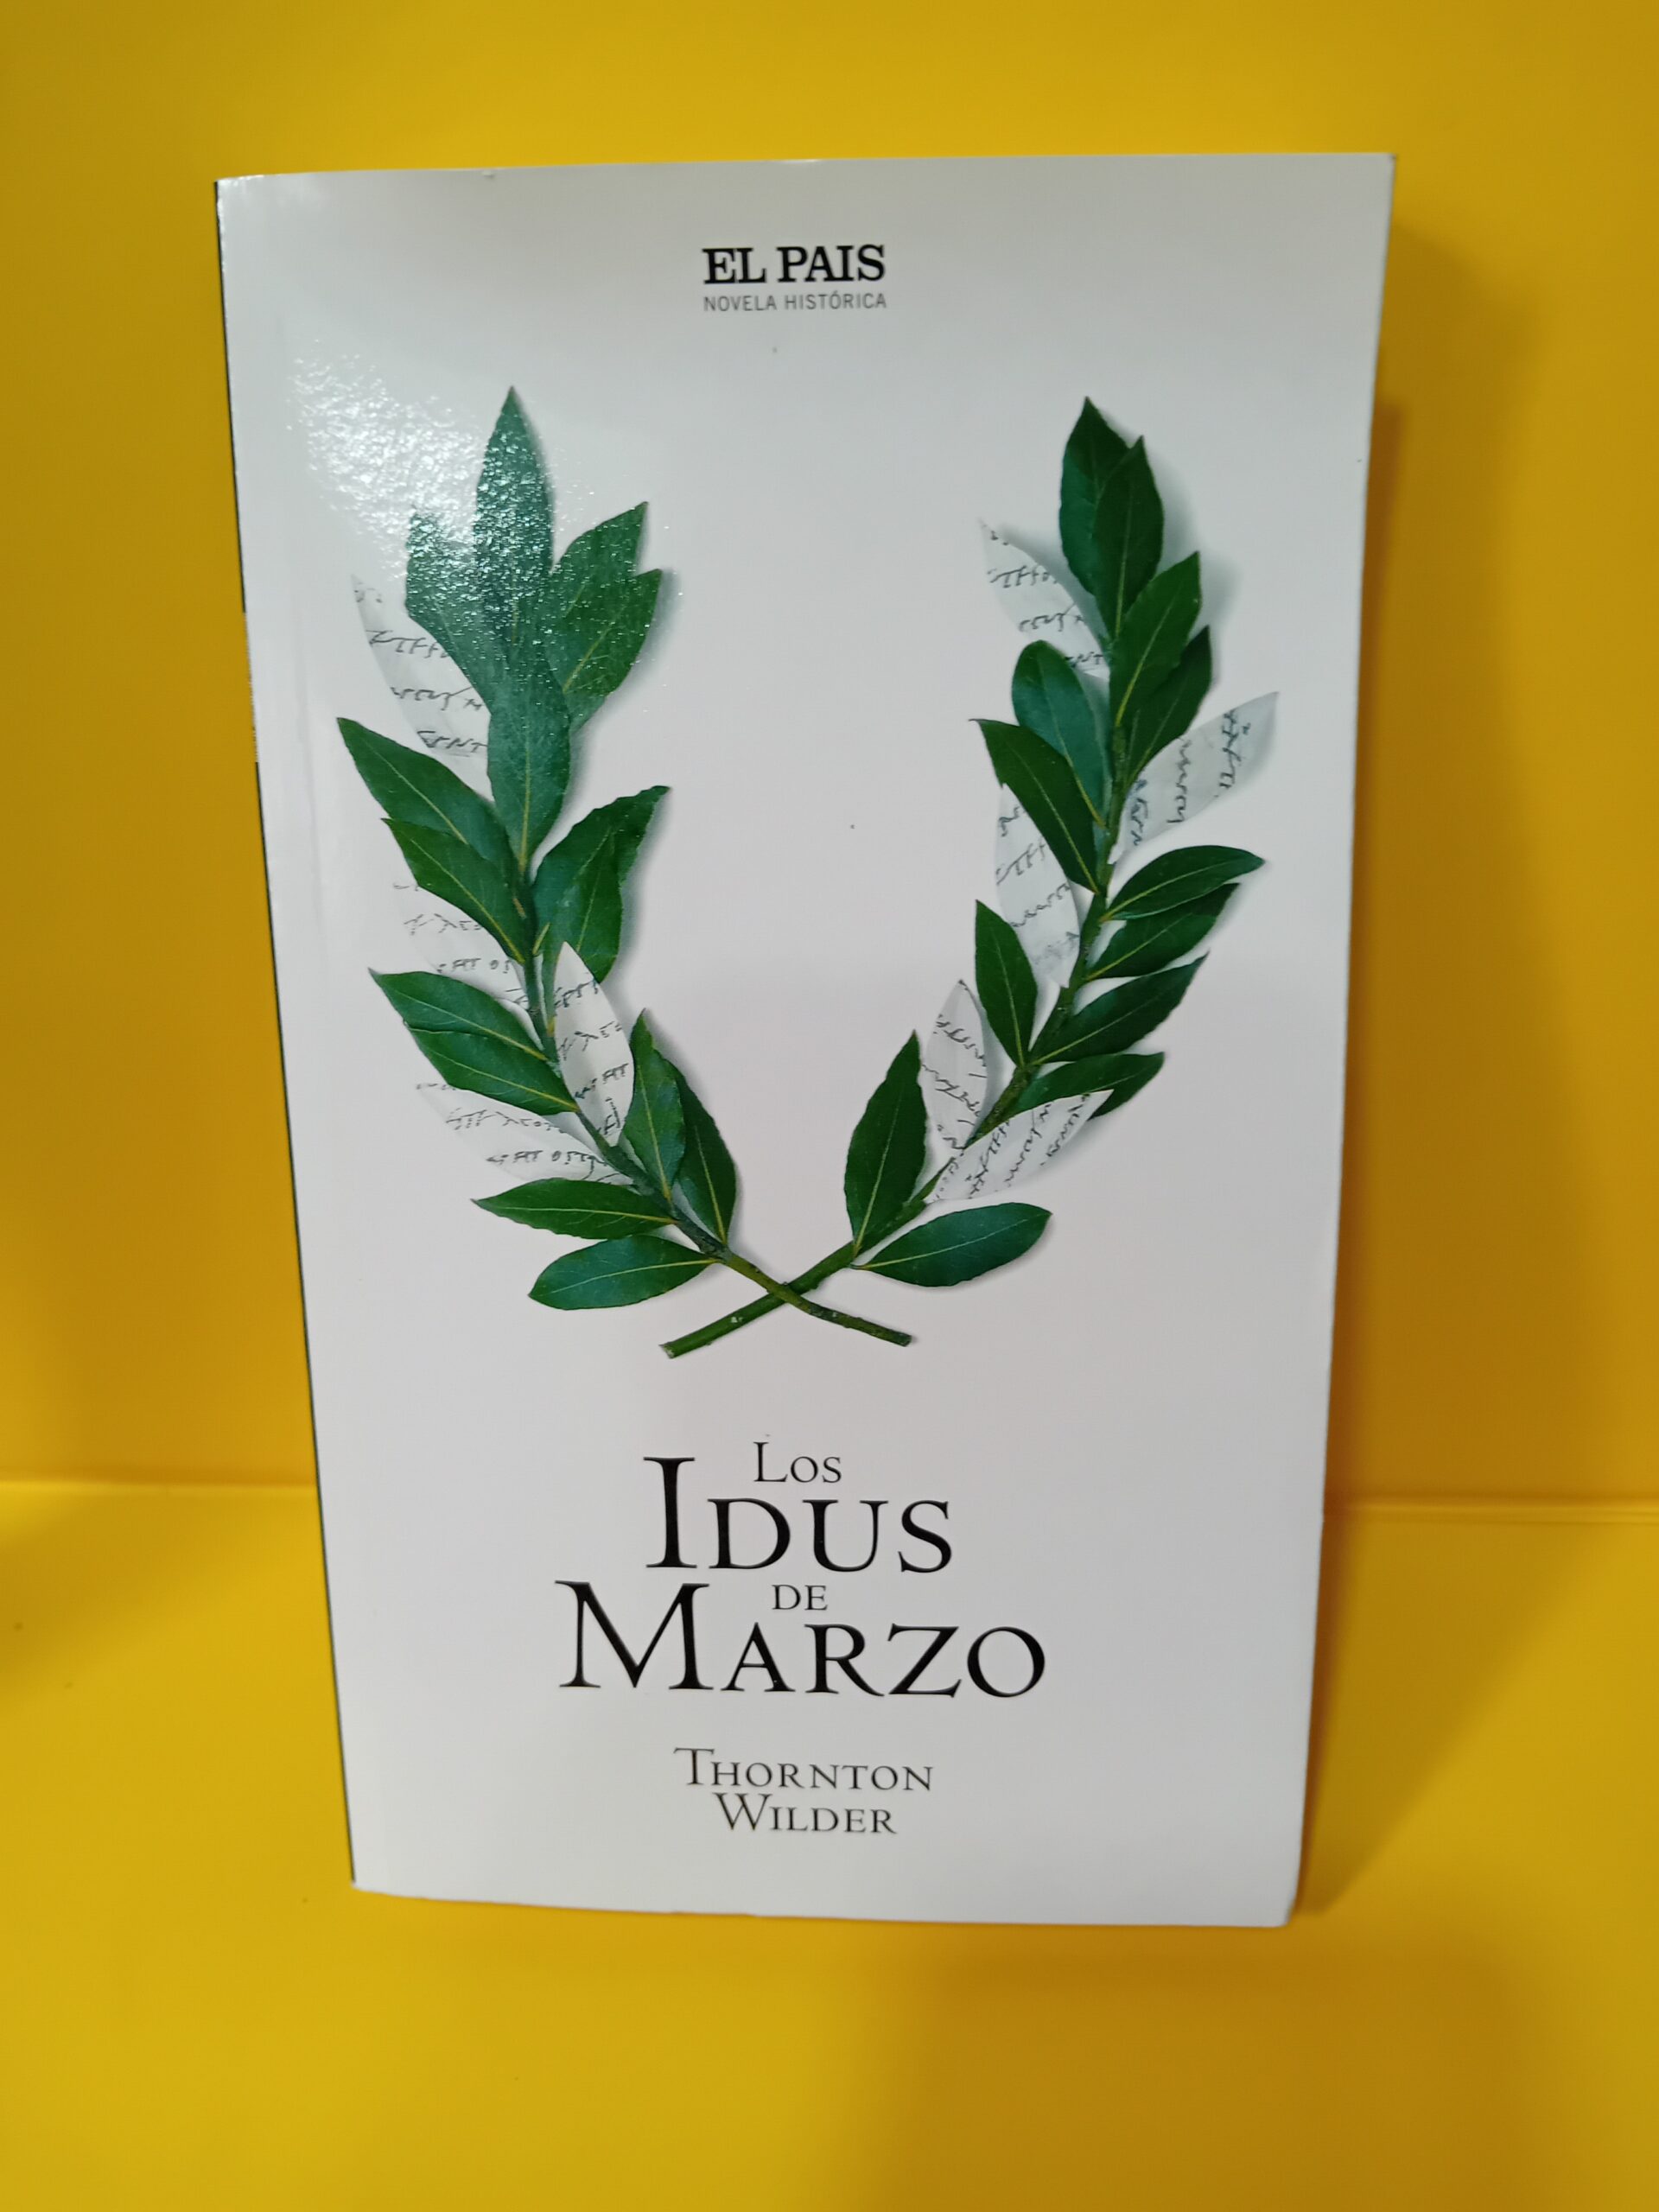 EL PAIS
NOVELA HISTÓRICA
Los
IDUS
DE
MARZO
THORNTON
WILDER